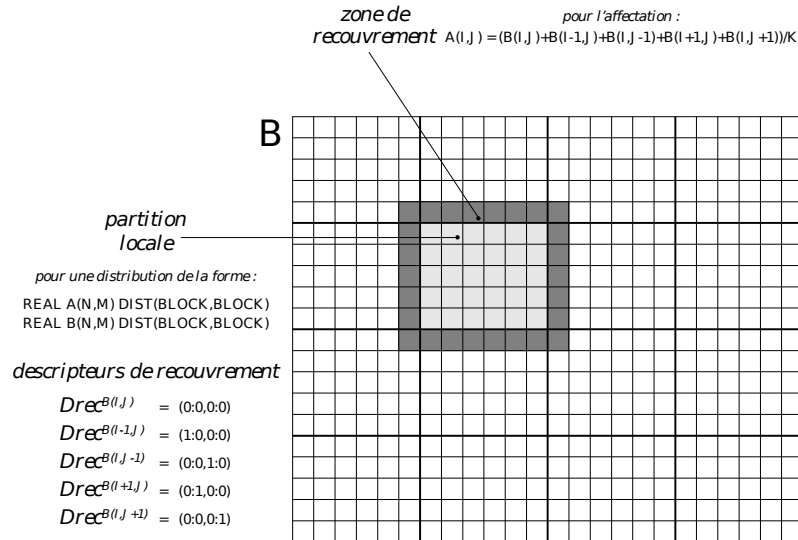 zone de
recouvrement
pour l'affectation :
A(I,J) = (B(I,J)+B(I-1,J)+B(I,J-1)+B(I+1,J)+B(I,J+1))/K
B
partition
locale
pour une distribution de la forme :
REAL A(N,M) DIST(BLOCK,BLOCK)
REAL B(N,M) DIST(BLOCK,BLOCK)
descripteurs de recouvrement
Drec^B(I,J) = (0:0,0:0)
Drec^B(I-1,J) = (1:0,0:0)
Drec^B(I,J-1) = (0:0,1:0)
Drec^B(I+1,J) = (0:1,0:0)
Drec^B(I,J+1) = (0:0,0:1)